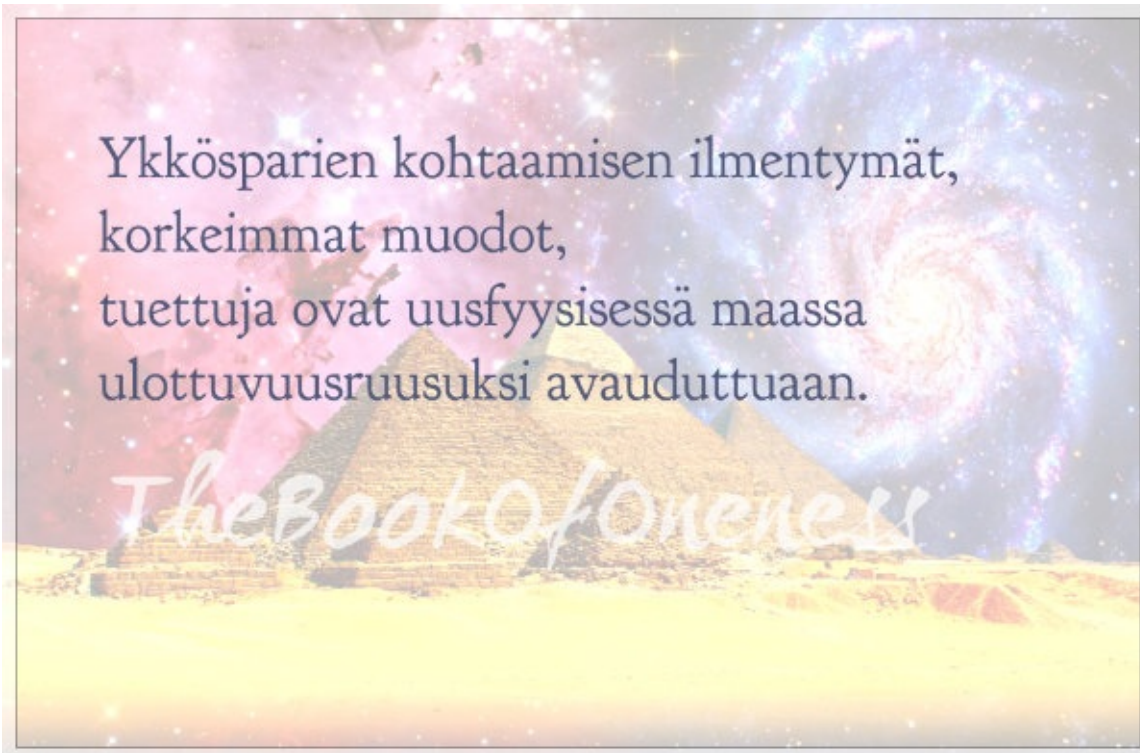 Ykkösparien kohtaamisen ilmentymät,
korkeimmat muodot,
tuettuja ovat uusfyysisessä maassa
ulottuvuusruusuksi avauduttuaan.
TheBookOfOneness